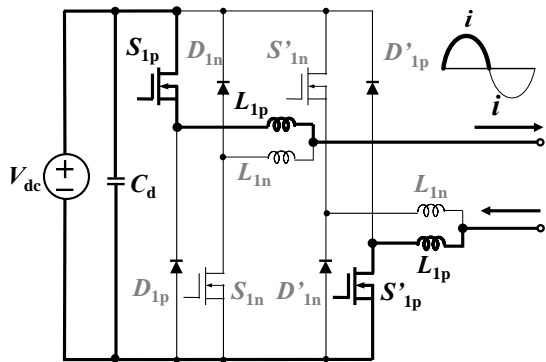 S1p
D1n
S'1n
D'1p
i
i
L1p
L1n
Vdc
Cd
L1n
L1p
D1p
S1n
D'1n
S'1p